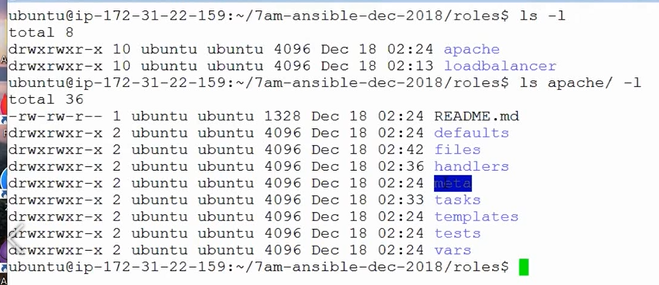 ubuntu@ip-172-31-22-159:~/7am-ansible-dec-2018/roles$ ls -l
total 8
drwxrwxr-x 10 ubuntu ubuntu 4096 Dec 18 02:24 apache
drwxrwxr-x 10 ubuntu ubuntu 4096 Dec 18 02:13 loadbalancer
ubuntu@ip-172-31-22-159:~/7am-ansible-dec-2018/roles$ ls apache/ -l
total 36
-rw-rw-r-- 1 ubuntu ubuntu 1328 Dec 18 02:24 README.md
drwxrwxr-x 2 ubuntu ubuntu 4096 Dec 18 02:24 defaults
drwxrwxr-x 2 ubuntu ubuntu 4096 Dec 18 02:42 files
drwxrwxr-x 2 ubuntu ubuntu 4096 Dec 18 02:36 handlers
drwxrwxr-x 2 ubuntu ubuntu 4096 Dec 18 02:24 meta
drwxrwxr-x 2 ubuntu ubuntu 4096 Dec 18 02:33 tasks
drwxrwxr-x 2 ubuntu ubuntu 4096 Dec 18 02:24 templates
drwxrwxr-x 2 ubuntu ubuntu 4096 Dec 18 02:24 tests
drwxrwxr-x 2 ubuntu ubuntu 4096 Dec 18 02:24 vars
ubuntu@ip-172-31-22-159:~/7am-ansible-dec-2018/roles$